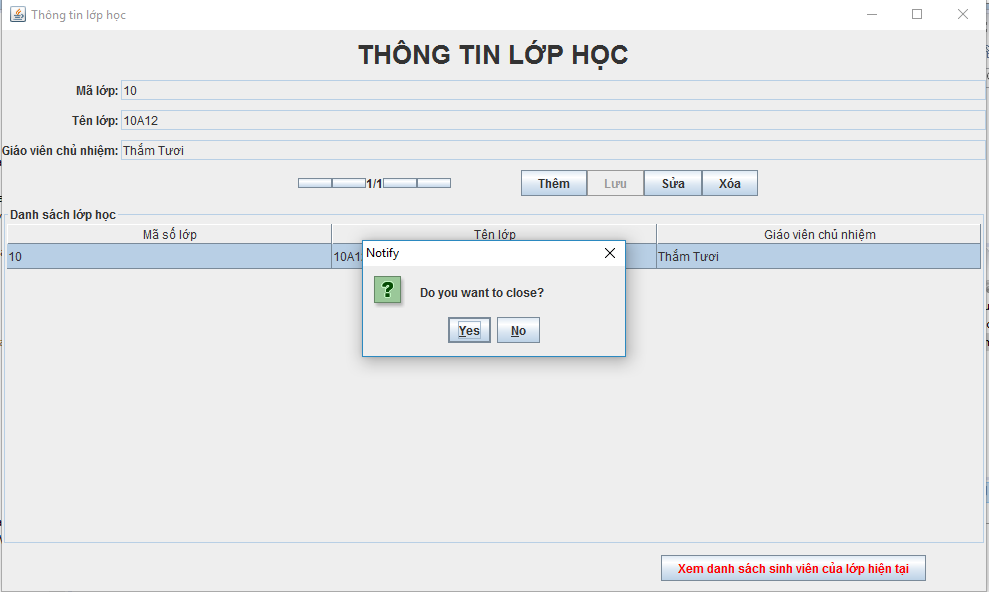 Thông tin lớp học
THÔNG TIN LỚP HỌC
Mã lớp: 10
Tên lớp: 10A12
Giáo viên chủ nhiệm: Thắm Tươi
1/1 Thêm Lưu Sửa Xóa
Danh sách lớp học
Mã số lớp Tên lớp Giáo viên chủ nhiệm
10 10A1 Thắm Tươi
Notify
Do you want to close?
Yes No
Xem danh sách sinh viên của lớp hiện tại